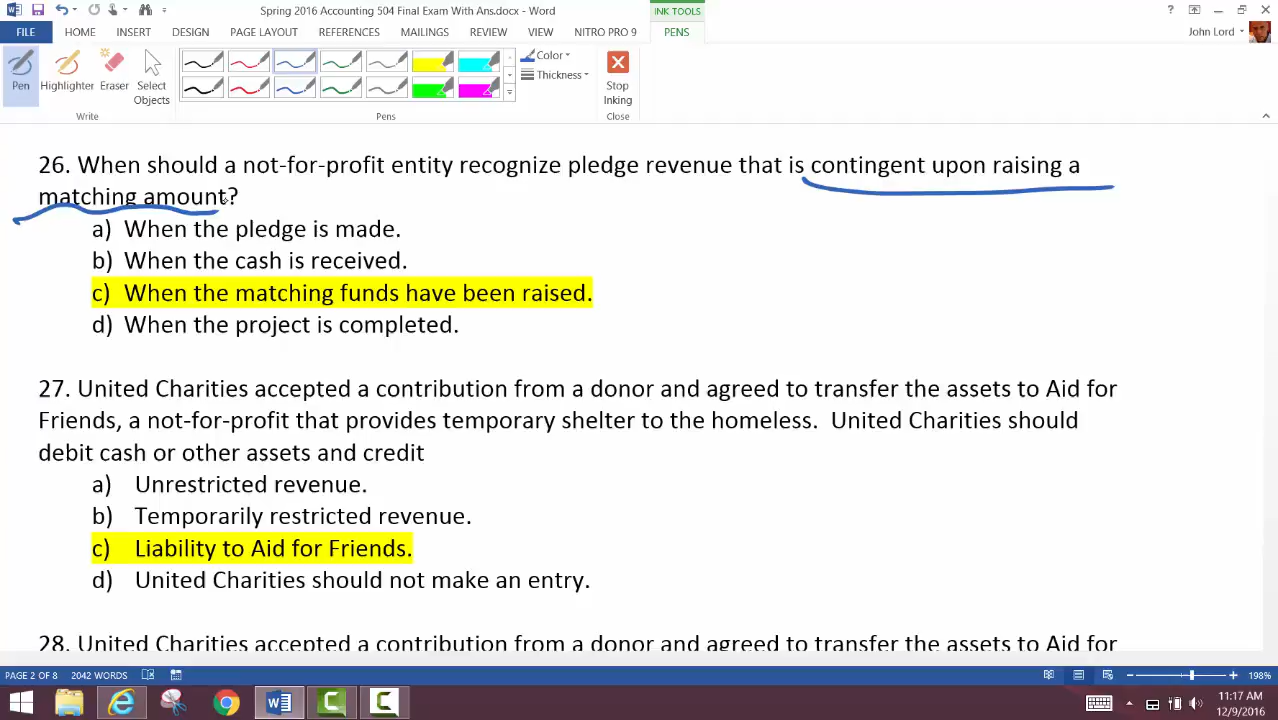 Spring 2016 Accounting 504 Final Exam With Ans.docx - Word
INK TOOLS
FILE HOME INSERT DESIGN PAGE LAYOUT REFERENCES MAILINGS REVIEW VIEW NITRO PRO 9 PENS
John Lord
Pen Highlighter Eraser Select Objects
Color
Thickness
Stop Inking
Write Pens Close
26. When should a not-for-profit entity recognize pledge revenue that is contingent upon raising a
matching amount?
a) When the pledge is made.
b) When the cash is received.
c) When the matching funds have been raised.
d) When the project is completed.
27. United Charities accepted a contribution from a donor and agreed to transfer the assets to Aid for
Friends, a not-for-profit that provides temporary shelter to the homeless. United Charities should
debit cash or other assets and credit
a) Unrestricted revenue.
b) Temporarily restricted revenue.
c) Liability to Aid for Friends.
d) United Charities should not make an entry.
28. United Charities accepted a contribution from a donor and agreed to transfer the assets to Aid for
PAGE 2 OF 8 2042 WORDS 198%
11:17 AM
12/9/2016